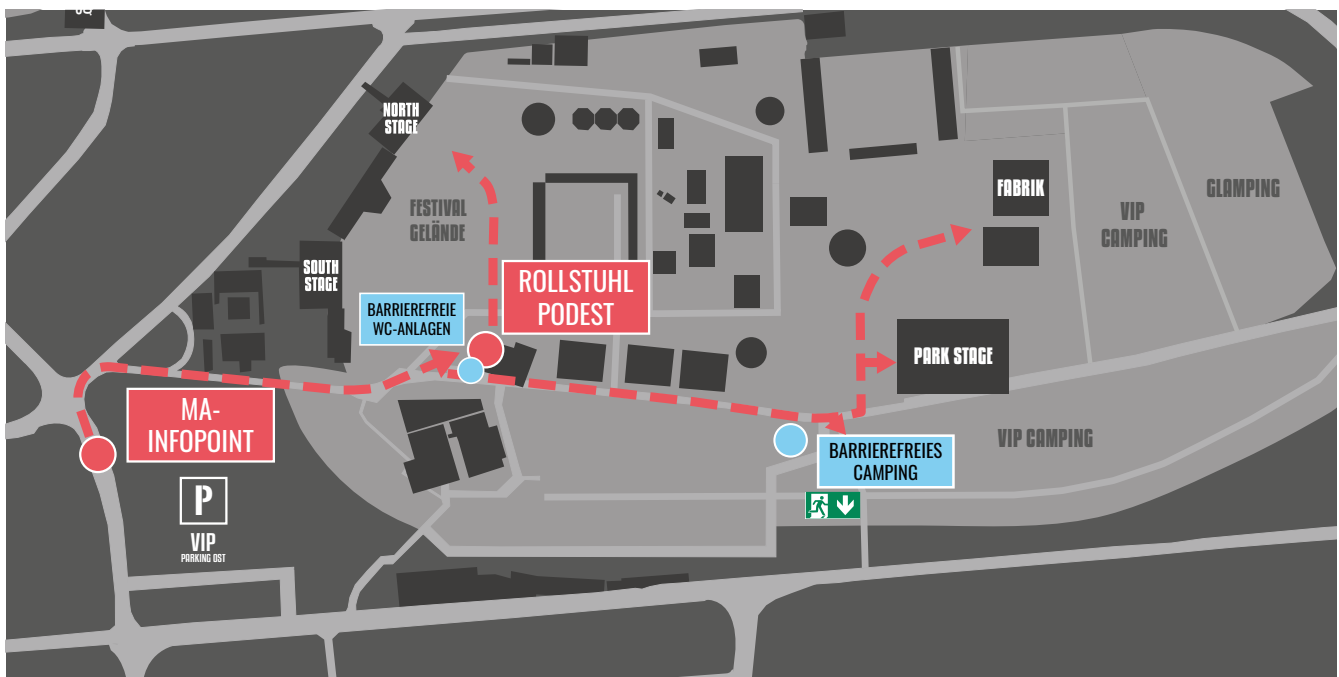 NORTH
STAGE
FESTIVAL
GELÄNDE
SOUTH
STAGE
BARRIEREFREIE
WC-ANLAGEN
ROLLSTUHL
PODEST
FABRIK
VIP
CAMPING
GLAMPING
PARK STAGE
MA-
INFOPOINT
VIP CAMPING
BARRIEREFREIES
CAMPING
P
VIP
PARKING OST